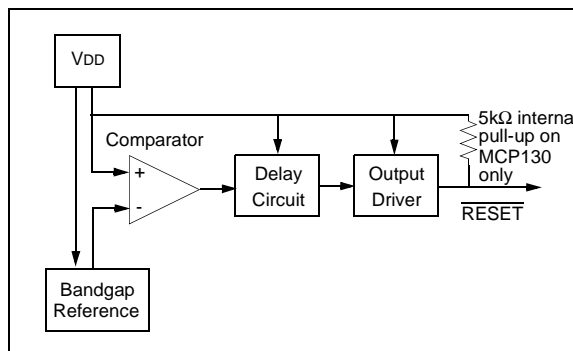 VDD
5kΩ interna
pull-up on
MCP130
only
Comparator
+
-
Delay
Circuit
Output
Driver
RESET
Bandgap
Reference